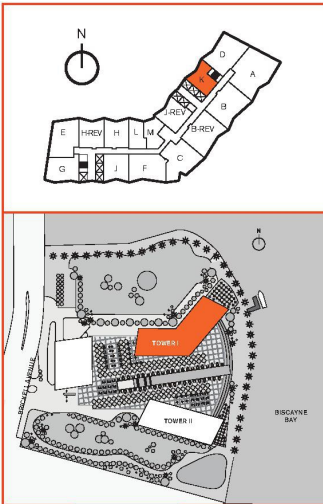 N
D
A
K
B
J-REV
B-REV
E
H-REV
H
L
M
C
G
J
F
N
TOWER I
BRICKELL AVENUE
TOWER II
BISCAYNE
BAY